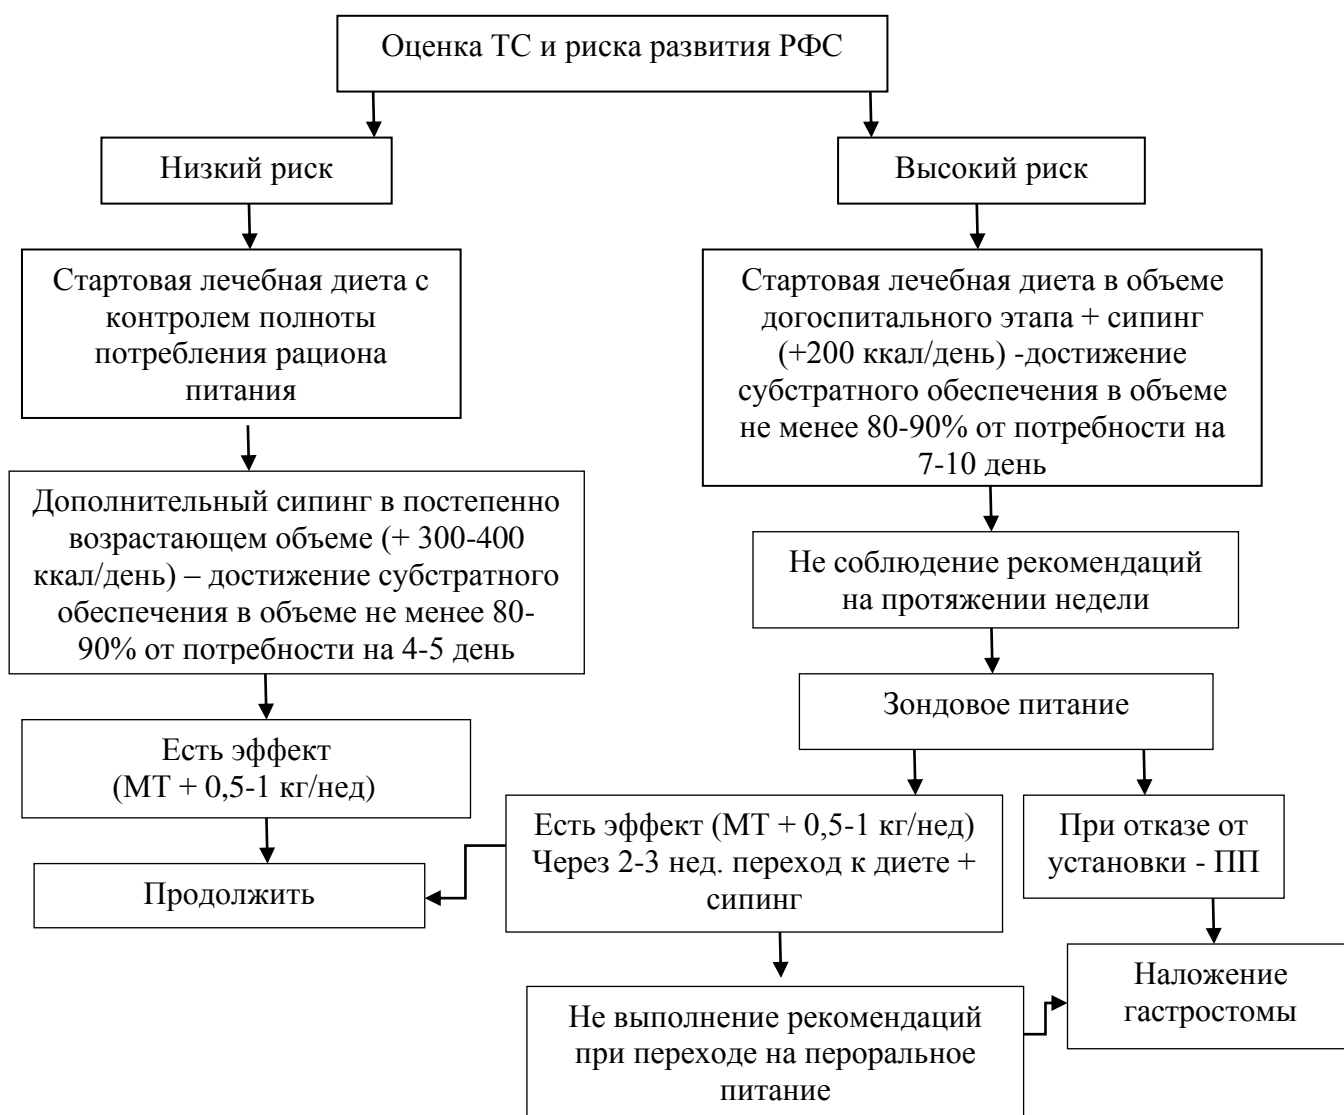 Оценка ТС и риска развития РФС
Низкий риск
Высокий риск
Стартовая лечебная диета с
контролем полноты
потребления рациона
питания
Стартовая лечебная диета в объеме
догоспитального этапа + сипинг
(+200 ккал/день) -достижение
субстратного обеспечения в объеме
не менее 80-90% от потребности на
7-10 день
Дополнительный сипинг в постепенно
возрастающем объеме (+ 300-400
ккал/день) – достижение субстратного
обеспечения в объеме не менее 80-
90% от потребности на 4-5 день
Не соблюдение рекомендаций
на протяжении недели
Зондовое питание
Есть эффект
(МТ + 0,5-1 кг/нед)
Есть эффект (МТ + 0,5-1 кг/нед)
Через 2-3 нед. переход к диете +
сипинг
При отказе от
установки - ПП
Продолжить
Наложение
гастростомы
Не выполнение рекомендаций
при переходе на пероральное
питание